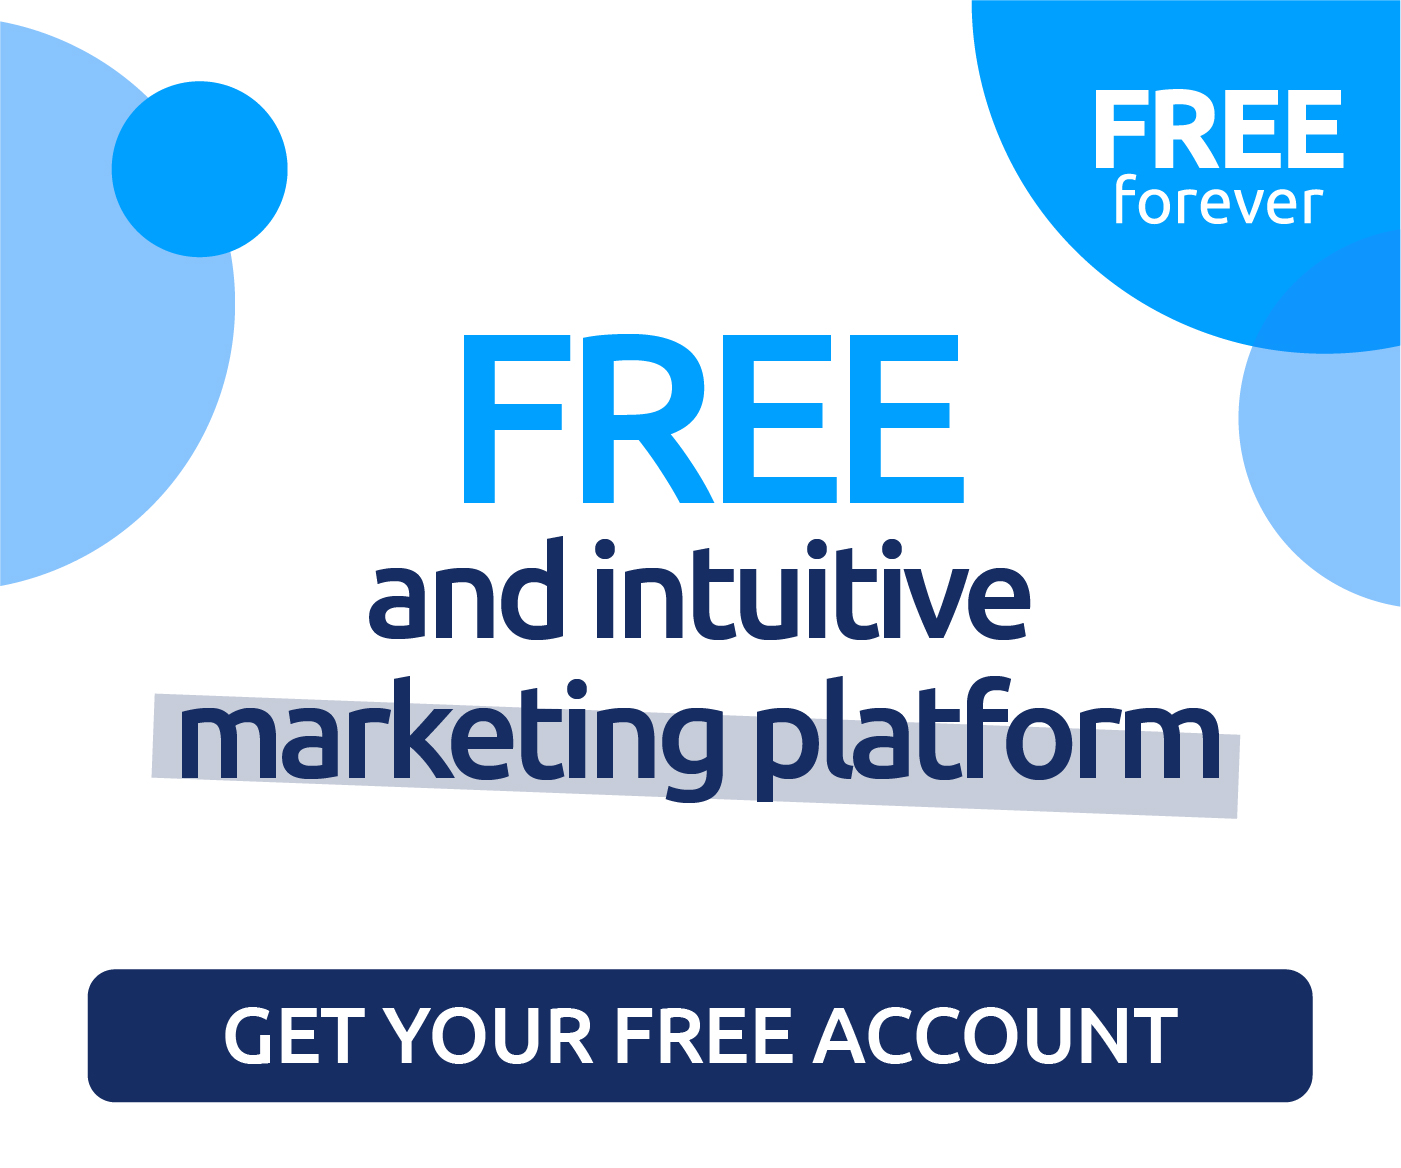 FREE
forever
FREE
and intuitive
marketing platform
GET YOUR FREE ACCOUNT